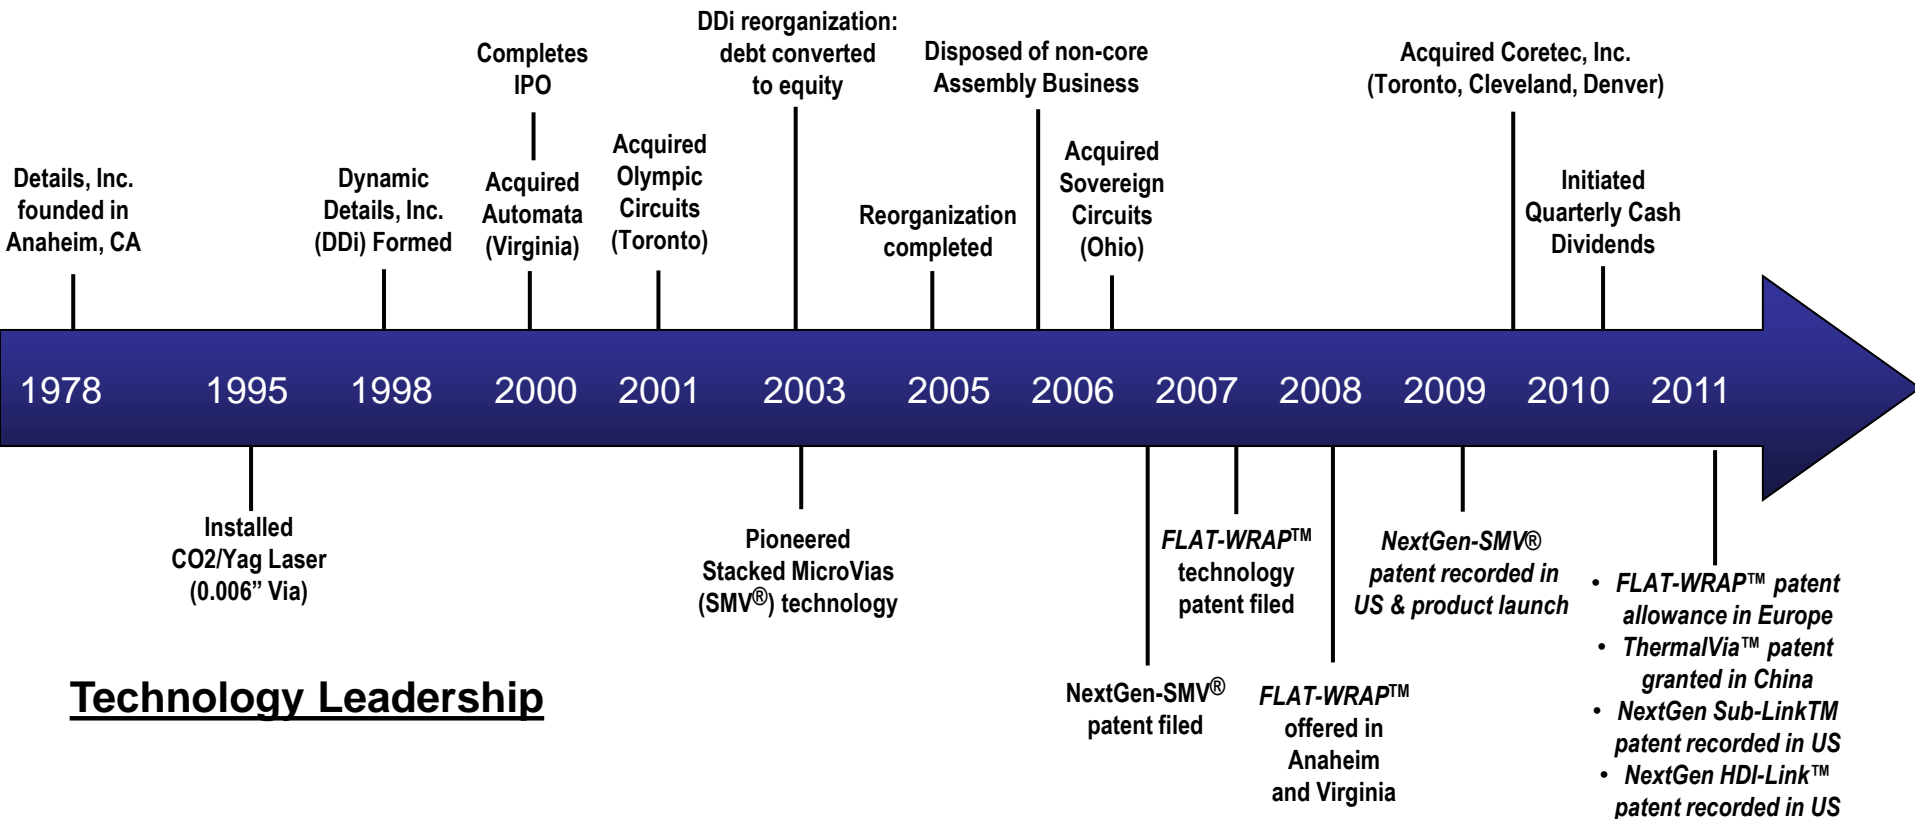 DDi reorganization:
debt converted
to equity
Completes
IPO
Disposed of non-core
Assembly Business
Acquired Coretec, Inc.
(Toronto, Cleveland, Denver)
Details, Inc.
founded in
Anaheim, CA
Dynamic
Details, Inc.
(DDi) Formed
Acquired
Automata
(Virginia)
Acquired
Olympic
Circuits
(Toronto)
Reorganization
completed
Acquired
Sovereign
Circuits
(Ohio)
Initiated
Quarterly Cash
Dividends
1978 1995 1998 2000 2001 2003 2005 2006 2007 2008 2009 2010 2011
Installed
CO2/Yag Laser
(0.006” Via)
Pioneered
Stacked MicroVias
(SMV®) technology
NextGen-SMV®
patent filed
FLAT-WRAP™
technology
patent filed
FLAT-WRAP™
offered in
Anaheim
and Virginia
NextGen-SMV®
patent recorded in
US & product launch
• FLAT-WRAP™ patent
allowance in Europe
• ThermalVia™ patent
granted in China
• NextGen Sub-LinkTM
patent recorded in US
• NextGen HDI-Link™
patent recorded in US
Technology Leadership